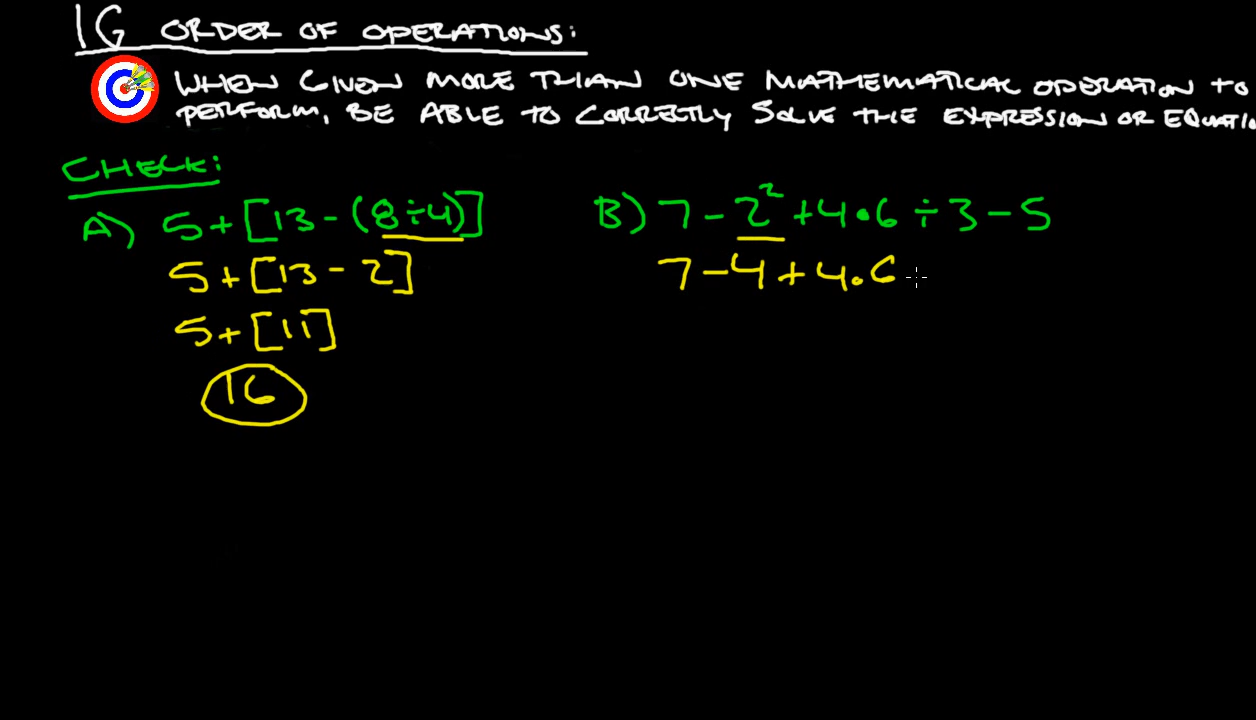 1G ORDER OF OPERATIONS:
WHEN GIVEN MORE THAN ONE MATHEMATICAL OPERATION TO
PERFORM, BE ABLE TO CORRECTLY SOLVE THE EXPRESSION OR EQUATIO
CHECK:
A) 5+[13-(8÷4)]
5+[13-2]
5+[11]
16
B) 7-2²+4•6÷3-5
7-4+4•6